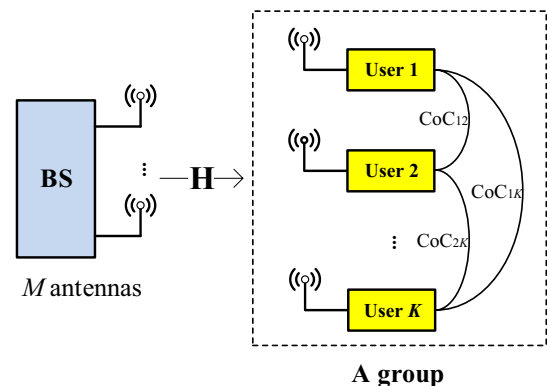 BS
M antennas
H
User 1
User 2
User K
CoC12
CoC1K
CoC2K
...
...
A group